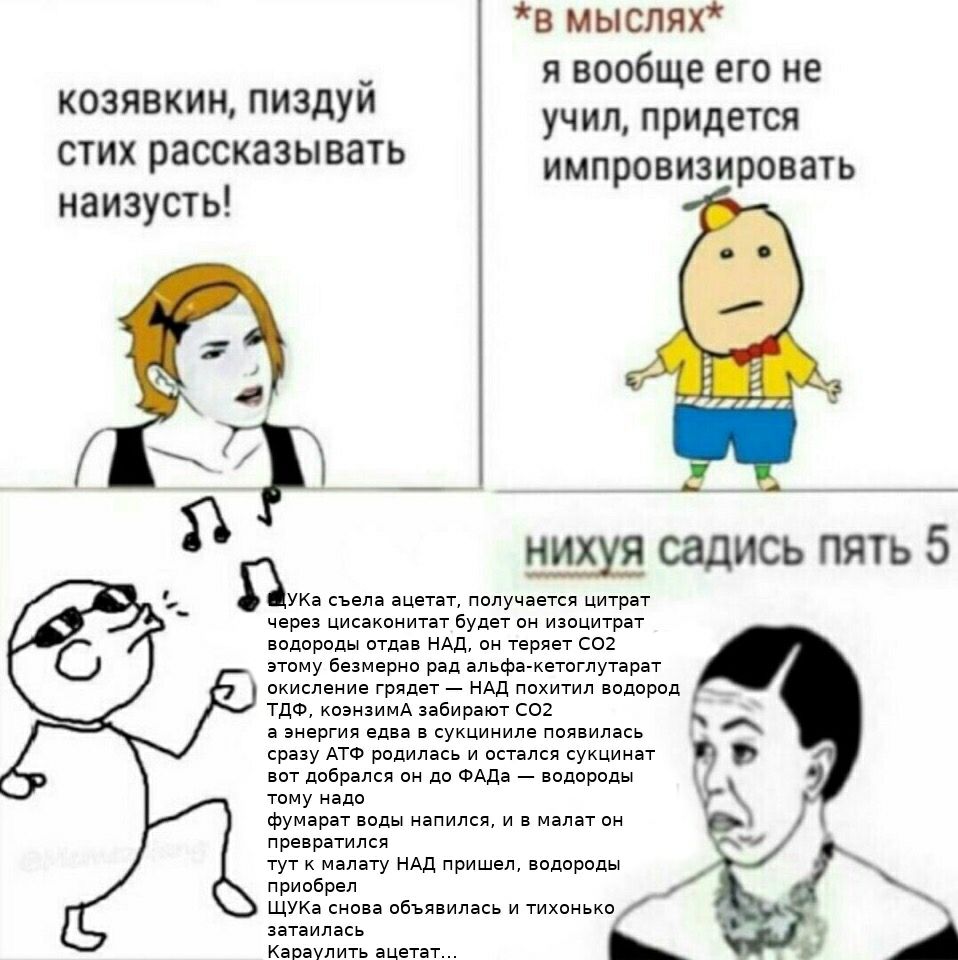 козявкин, пиздуй
стих рассказывать
наизусть!
*в мыслях*
я вообще его не
учил, придется
импровизировать
ЩУКа съела ацетат, получается цитрат
через цисаконитат будет он изоцитрат
водороды отдав НАД, он теряет СО2
этому безмерно рад альфа-кетоглутарат
окисление грядет — НАД похитил водород
ТДФ, коэнзимА забирают СО2
а энергия едва в сукциниле появилась
сразу АТФ родилась и остался сукцинат
вот добрался он до ФАДа — водороды
тому надо
фумарат воды напился, и в малат он
превратился
тут к малату НАД пришел, водороды
приобрел
ЩУКа снова объявилась и тихонько
затаилась
Караулить ацетат...
нихуя садись пять 5